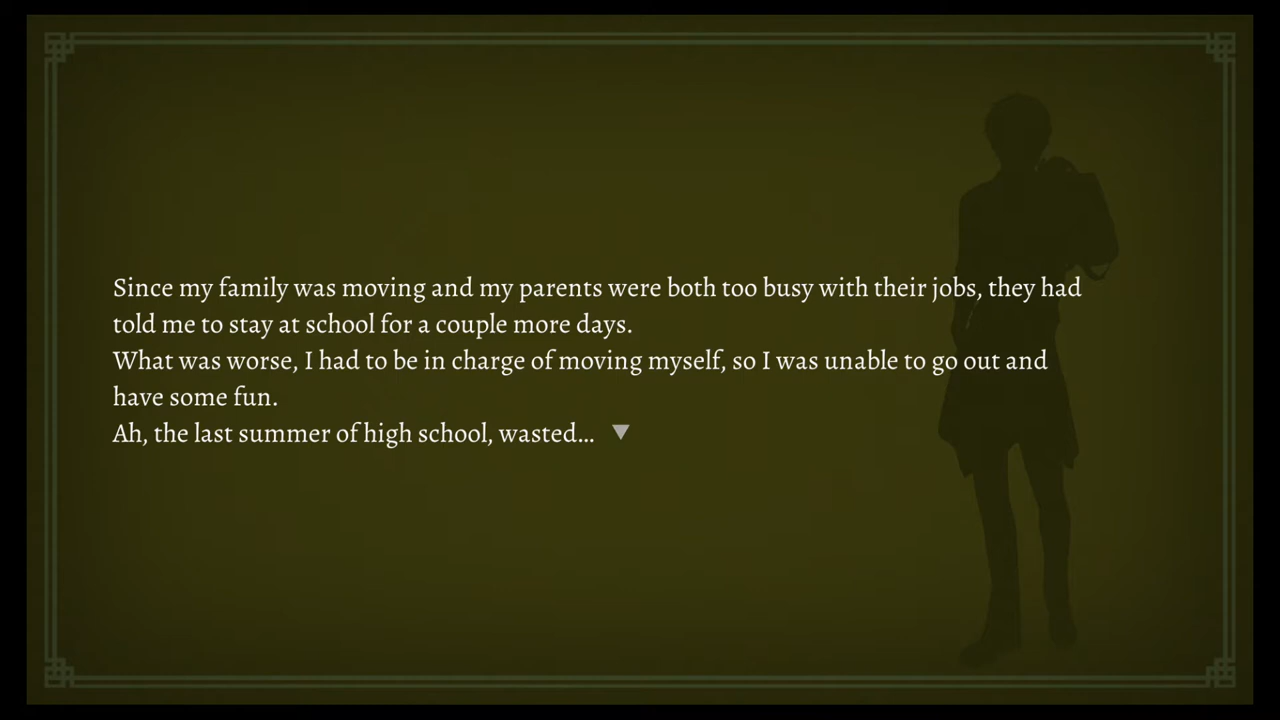 Since my family was moving and my parents were both too busy with their jobs, they had
told me to stay at school for a couple more days.
What was worse, I had to be in charge of moving myself, so I was unable to go out and
have some fun.
Ah, the last summer of high school, wasted...